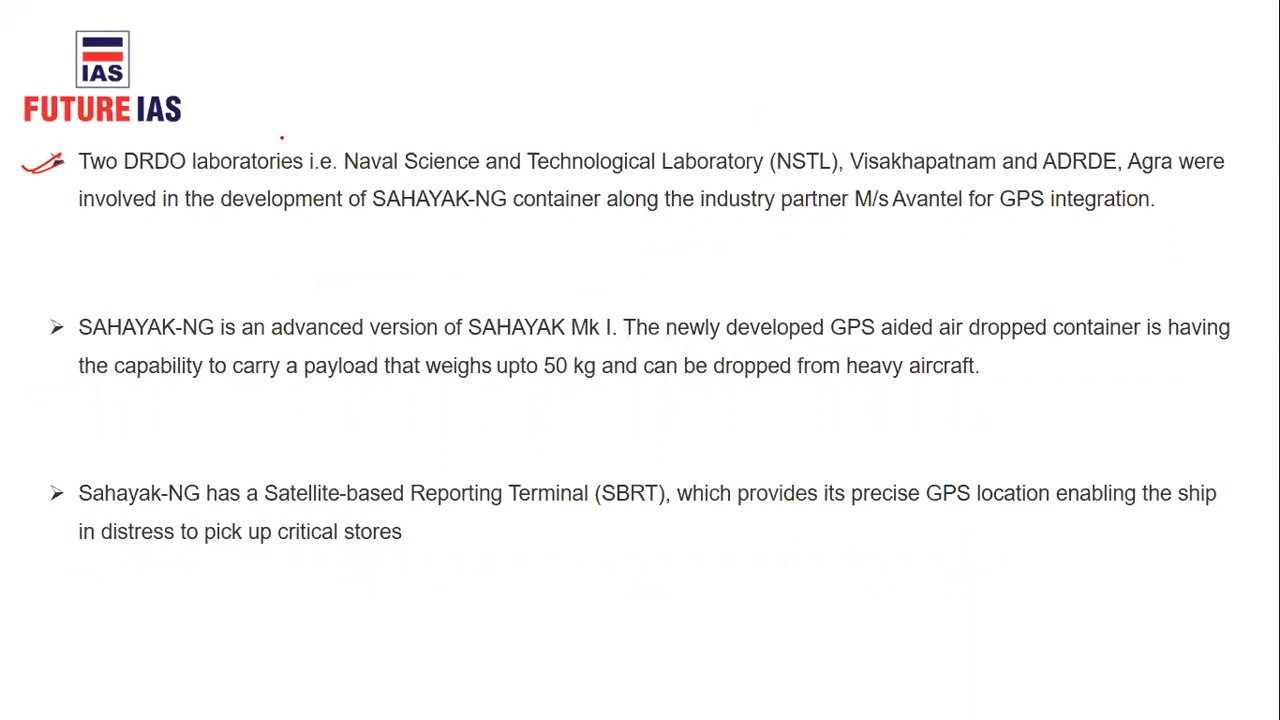 IAS
FUTURE IAS
Two DRDO laboratories i.e. Naval Science and Technological Laboratory (NSTL), Visakhapatnam and ADRDE, Agra were
involved in the development of SAHAYAK-NG container along the industry partner M/s Avantel for GPS integration.
SAHAYAK-NG is an advanced version of SAHAYAK Mk I. The newly developed GPS aided air dropped container is having
the capability to carry a payload that weighs upto 50 kg and can be dropped from heavy aircraft.
Sahayak-NG has a Satellite-based Reporting Terminal (SBRT), which provides its precise GPS location enabling the ship
in distress to pick up critical stores